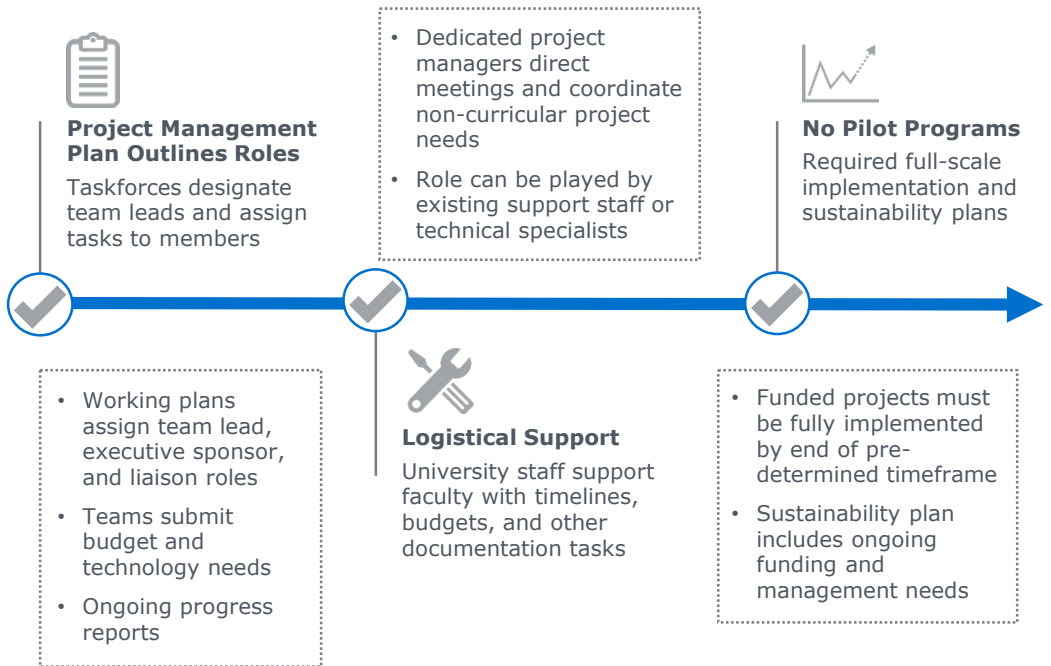 Project Management
Plan Outlines Roles
Taskforces designate
team leads and assign
tasks to members
• Working plans
assign team lead,
executive sponsor,
and liaison roles
• Teams submit
budget and
technology needs
• Ongoing progress
reports
• Dedicated project
managers direct
meetings and coordinate
non-curricular project
needs
• Role can be played by
existing support staff or
technical specialists
Logistical Support
University staff support
faculty with timelines,
budgets, and other
documentation tasks
No Pilot Programs
Required full-scale
implementation and
sustainability plans
• Funded projects must
be fully implemented
by end of pre-
determined timeframe
• Sustainability plan
includes ongoing
funding and
management needs